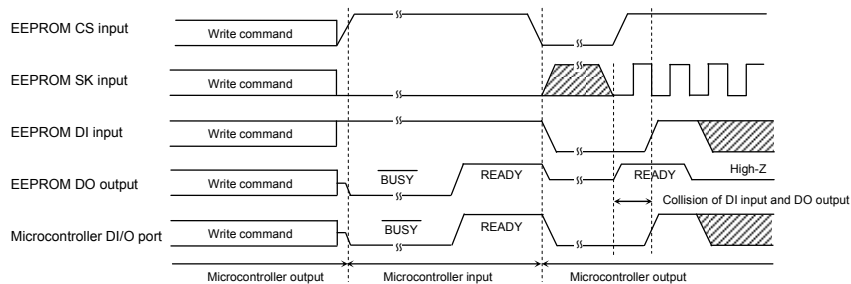 EEPROM CS input
Write command
EEPROM SK input
Write command
EEPROM DI input
Write command
EEPROM DO output
Write command
BUSY
READY
READY
High-Z
Collision of DI input and DO output
Microcontroller DI/O port
Write command
BUSY
READY
Microcontroller output
Microcontroller input
Microcontroller output